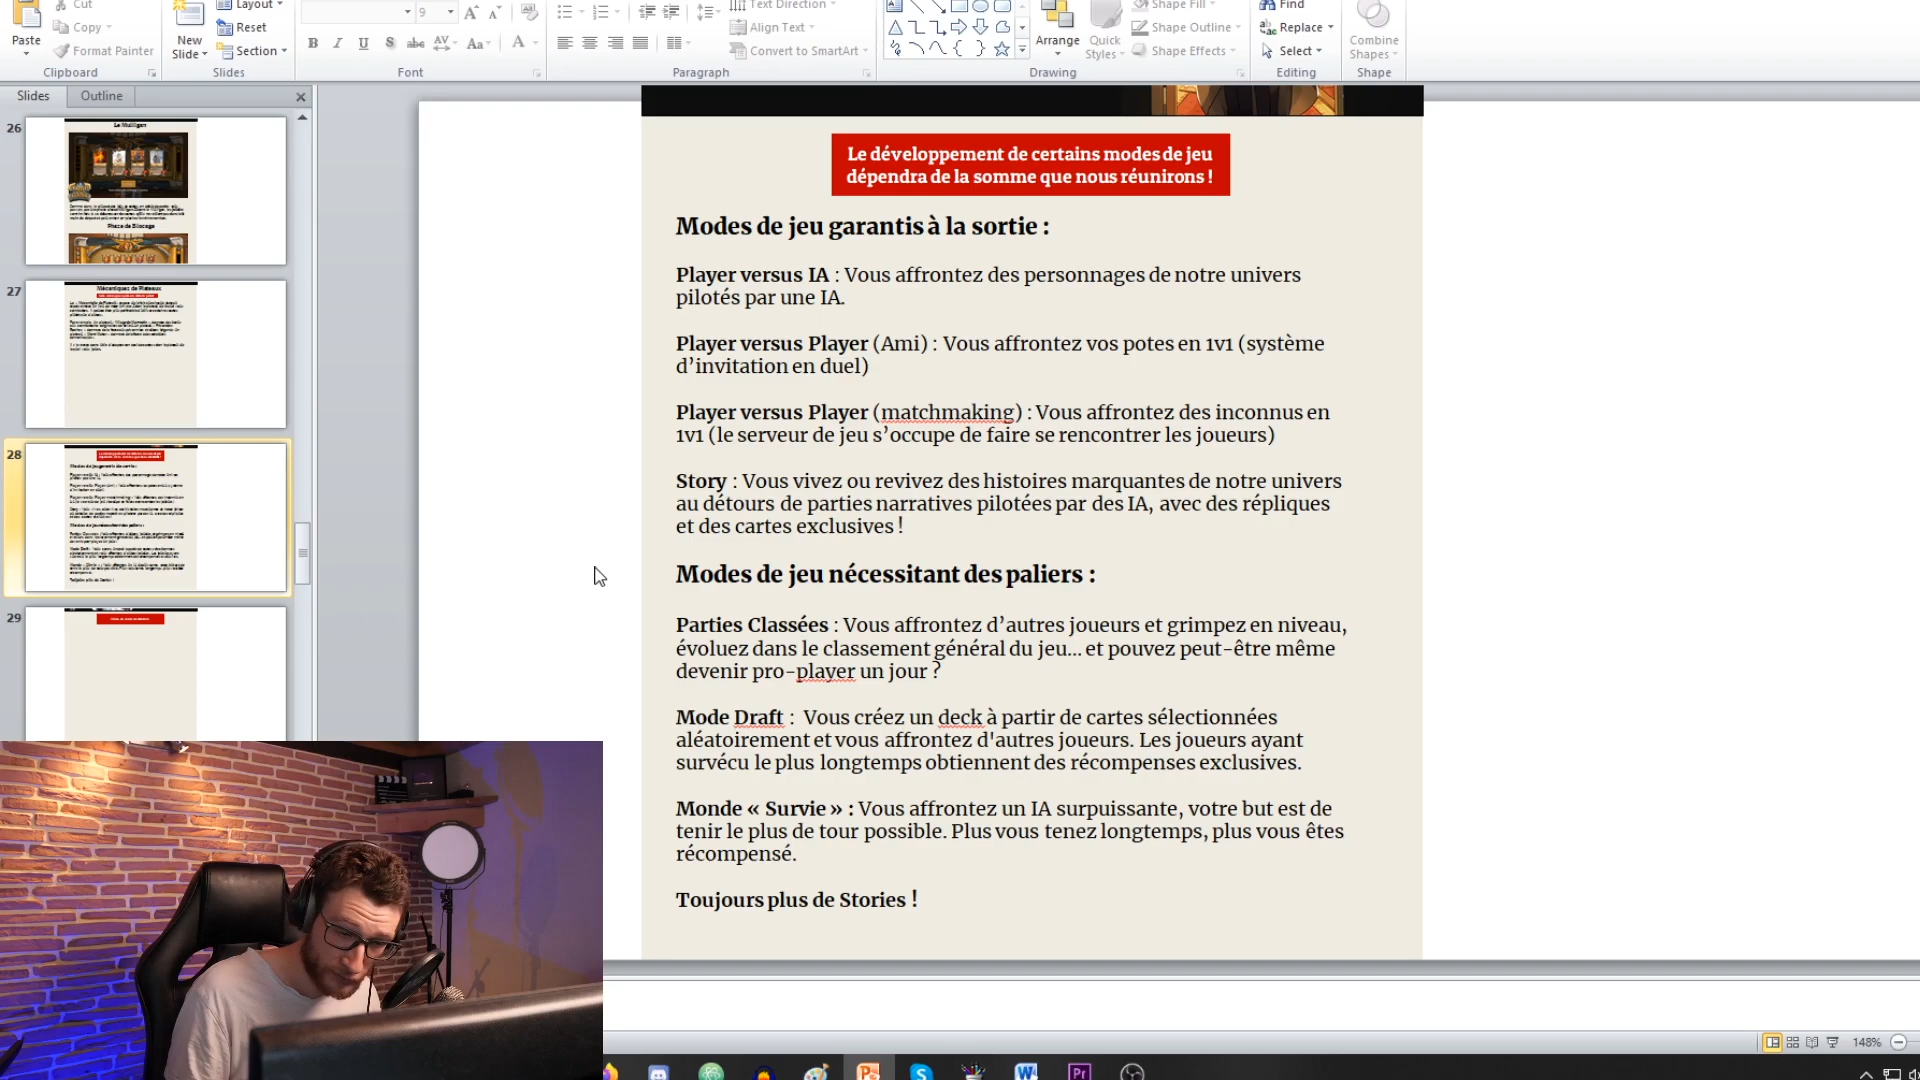 Paste
Cut
Copy
Format Painter
Clipboard
New
Slide
Layout
Reset
Section
Slides
9
B I U S abc AV Aa A
Font
Text Direction
Align Text
Convert to SmartArt
Paragraph
Arrange
Quick
Styles
Shape Fill
Shape Outline
Shape Effects
Drawing
Find
Replace
Select
Editing
Combine
Shapes
Shape
Slides
Outline
26
Le Mulligan
Phase de Blocage
27
Mécaniques de Plateaux
28
29
Le développement de certains modes de jeu
dépendra de la somme que nous réunirons !
Modes de jeu garantis à la sortie :
Player versus IA : Vous affrontez des personnages de notre univers
pilotés par une IA.
Player versus Player (Ami) : Vous affrontez vos potes en 1v1 (système
d’invitation en duel)
Player versus Player (matchmaking) : Vous affrontez des inconnus en
1v1 (le serveur de jeu s’occupe de faire se rencontrer les joueurs)
Story : Vous vivez ou revivez des histoires marquantes de notre univers
au détours de parties narratives pilotées par des IA, avec des répliques
et des cartes exclusives !
Modes de jeu nécessitant des paliers :
Parties Classées : Vous affrontez d’autres joueurs et grimpez en niveau,
évoluez dans le classement général du jeu... et pouvez peut-être même
devenir pro-player un jour ?
Mode Draft : Vous créez un deck à partir de cartes sélectionnées
aléatoirement et vous affrontez d'autres joueurs. Les joueurs ayant
survécu le plus longtemps obtiennent des récompenses exclusives.
Monde « Survie » : Vous affrontez un IA surpuissante, votre but est de
tenir le plus de tour possible. Plus vous tenez longtemps, plus vous êtes
récompensé.
Toujours plus de Stories !
148%